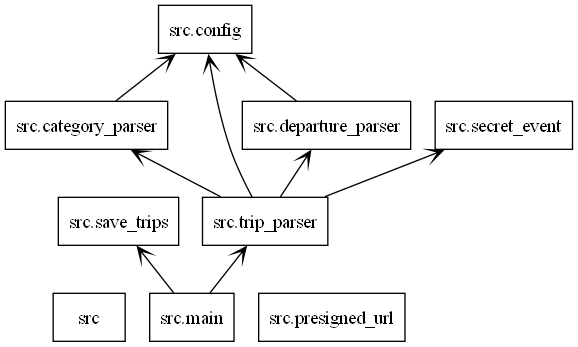 src.config
src.category_parser
src.departure_parser
src.secret_event
src.save_trips
src.trip_parser
src
src.main
src.presigned_url